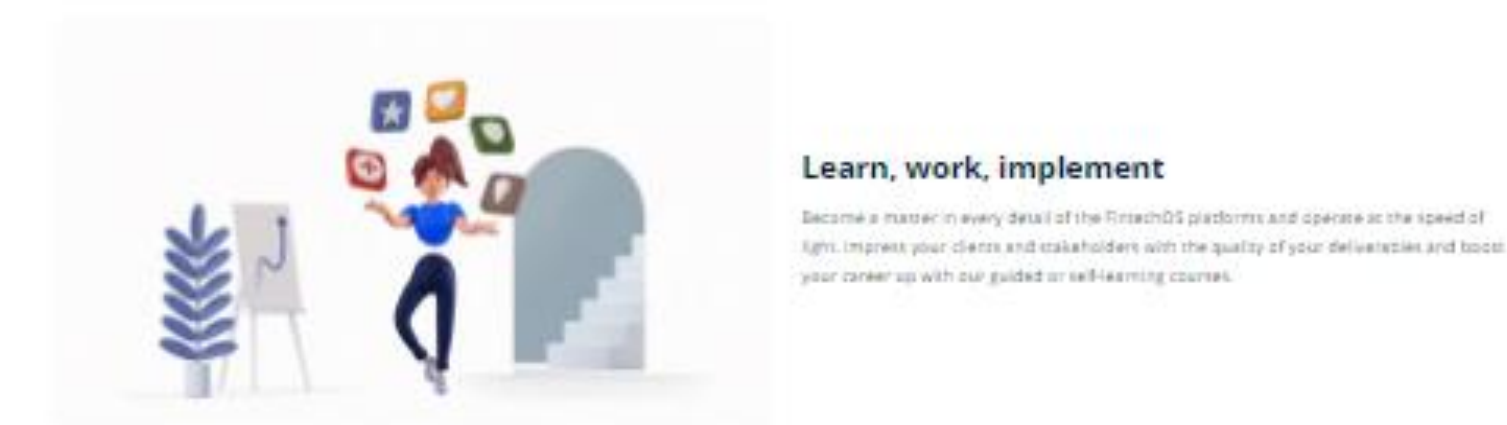 Learn, work, implement
Become a master in every detail of the FintechOS platforms and operate at the speed of
light. Impress your clients and stakeholders with the quality of your deliverables and boost
your career up with our guided or self-learning courses.